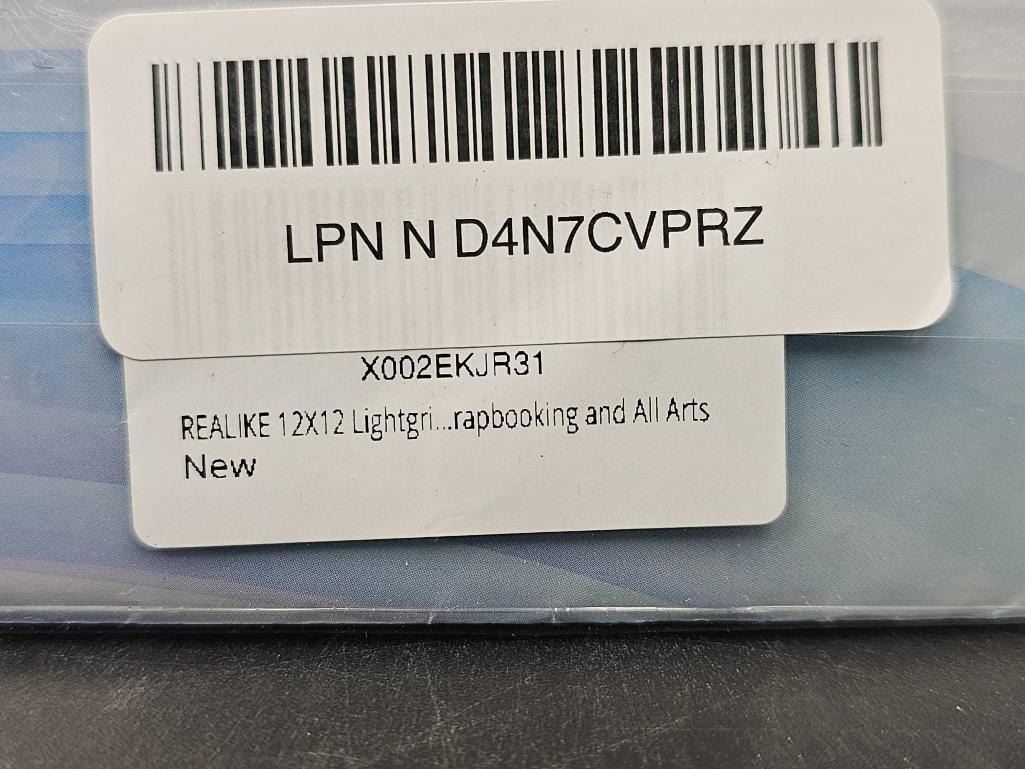 LPN N D4N7CVPRZ
X002EKJR31
REALIKE 12X12 Lightgri...rapbooking and All Arts
New